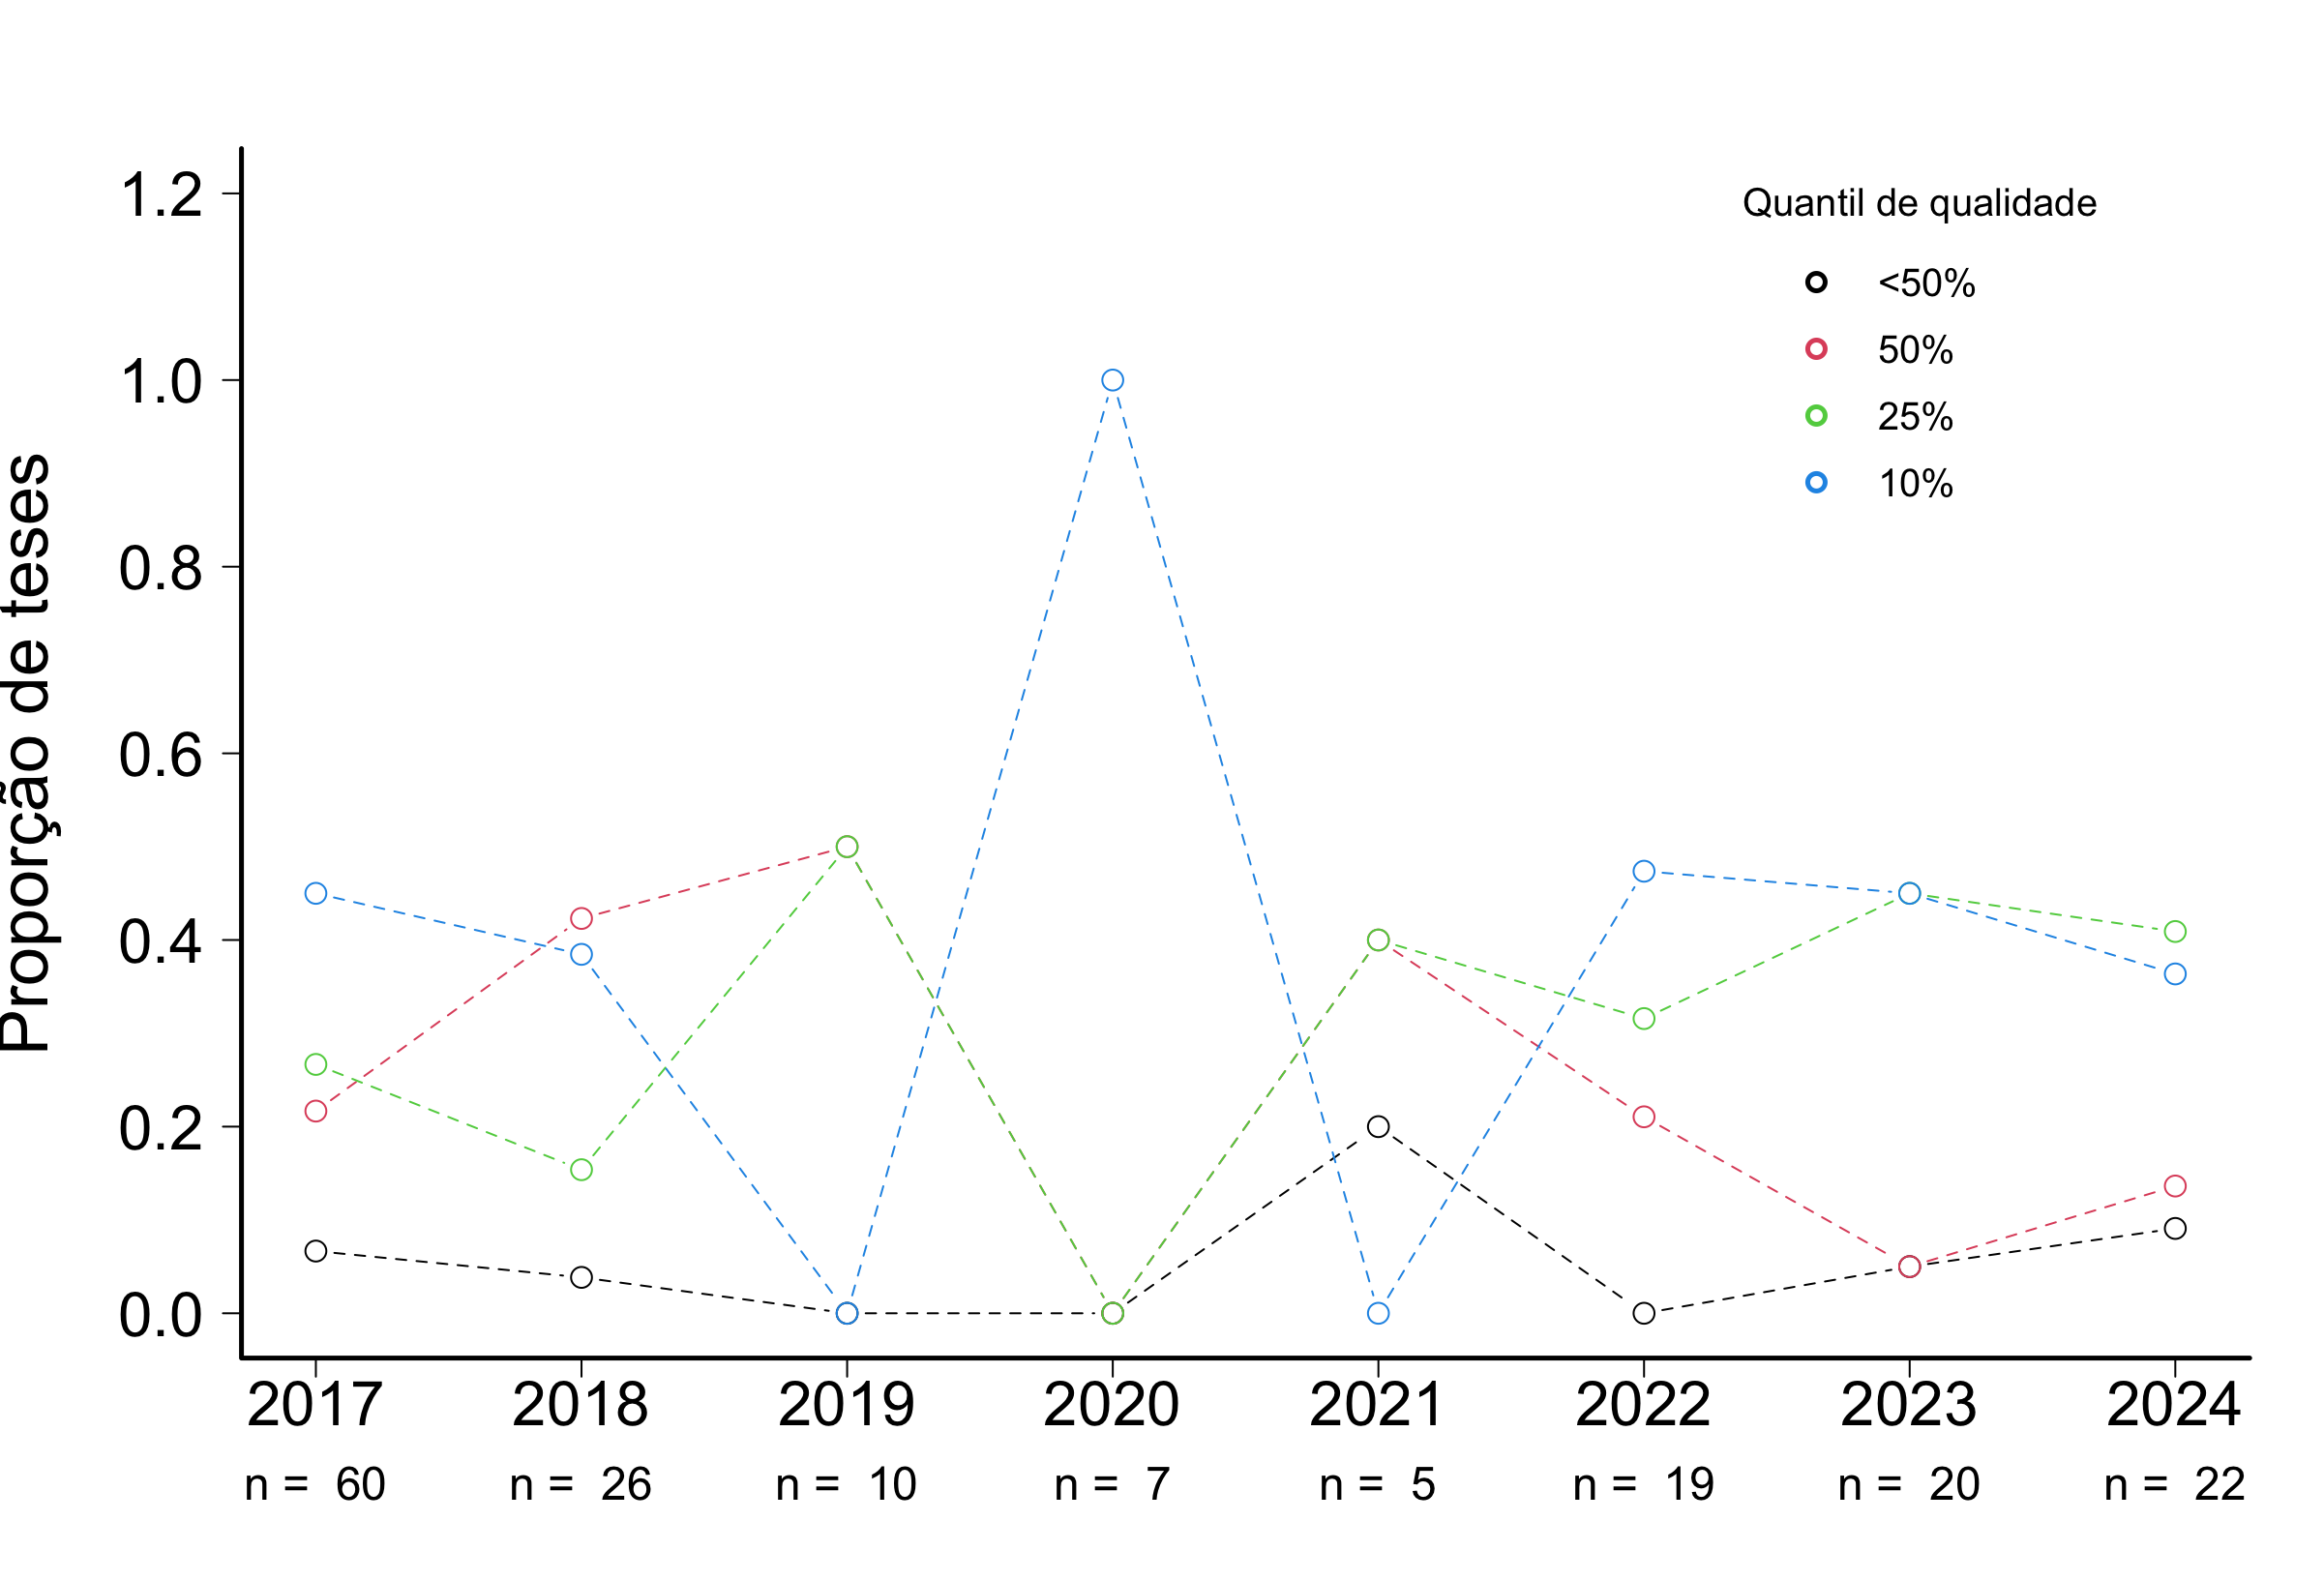 Proporção de teses
1.2
1.0
0.8
0.6
0.4
0.2
0.0
Quantil de qualidade
<50%
50%
25%
10%
2017 2018 2019 2020 2021 2022 2023 2024
n = 60 n = 26 n = 10 n = 7 n = 5 n = 19 n = 20 n = 22